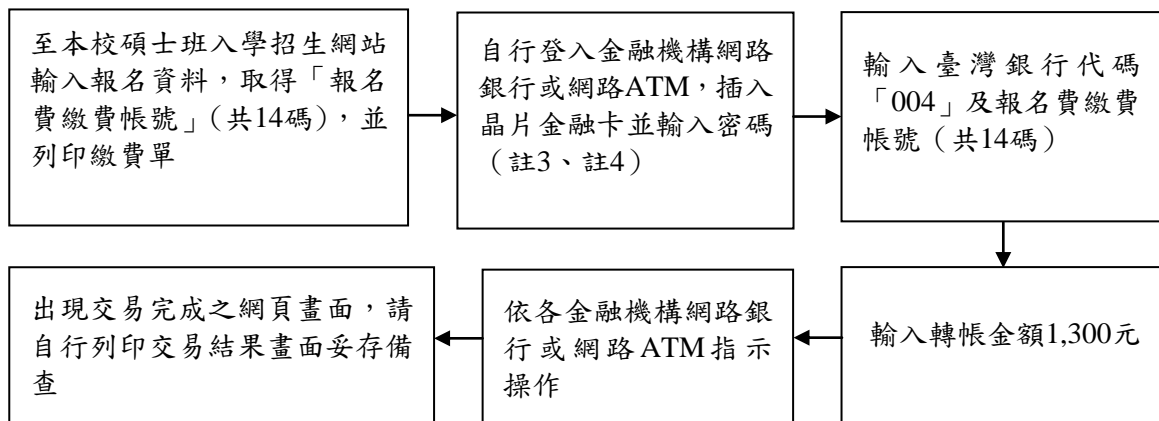 至本校碩士班入學招生網站
輸入報名資料，取得「報名
費繳費帳號」（共14碼），並
列印繳費單
自行登入金融機構網路
銀行或網路ATM，插入
晶片金融卡並輸入密碼
（註3、註4）
輸入臺灣銀行代碼
「004」及報名費繳費
帳號（共14碼）
輸入轉帳金額1,300元
依各金融機構網路銀
行或網路ATM指示
操作
出現交易完成之網頁畫面，請
自行列印交易結果畫面妥存備
查